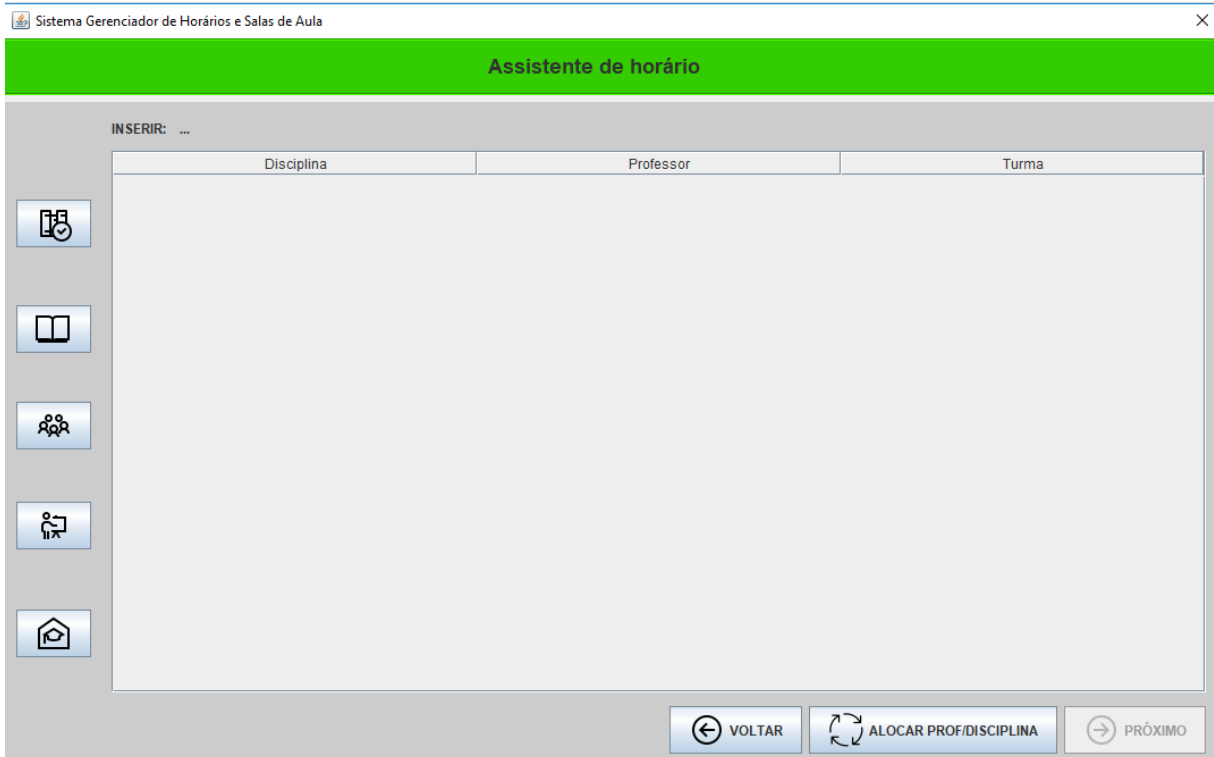 Sistema Gerenciador de Horários e Salas de Aula
Assistente de horário
INSERIR: ...
Disciplina Professor Turma
VOLTAR ALOCAR PROF/DISCIPLINA PRÓXIMO